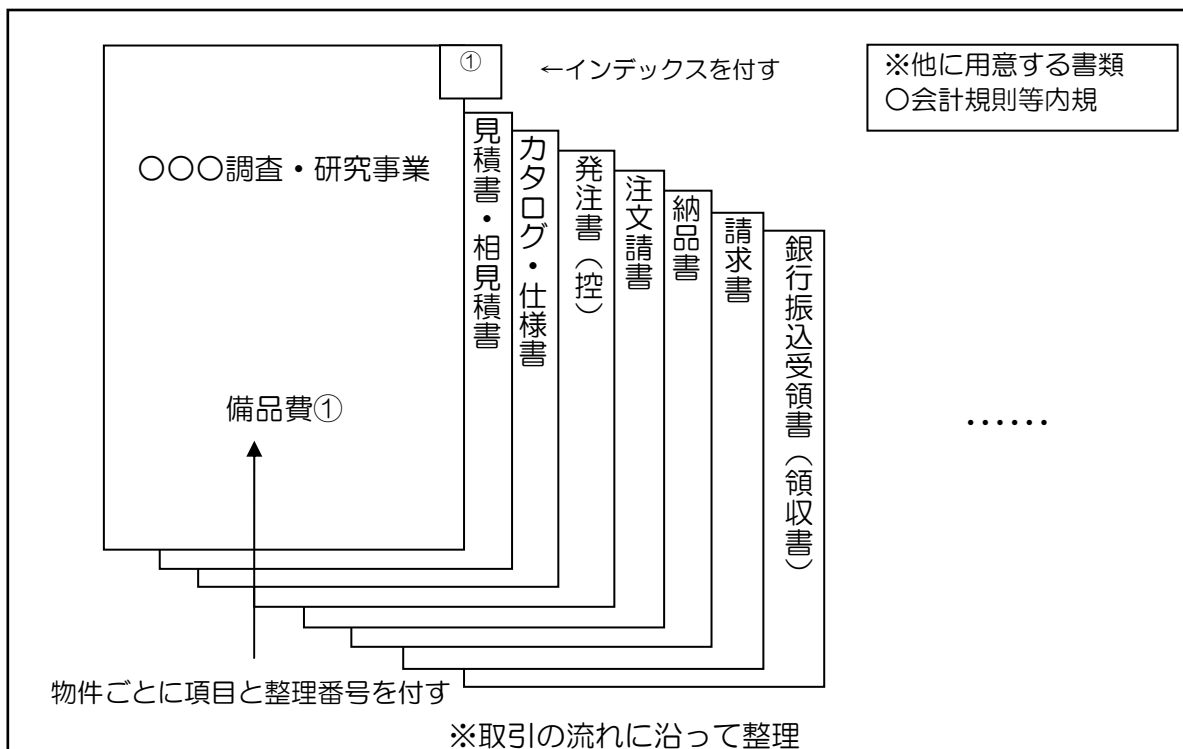 ①
←インデックスを付す
※他に用意する書類
○会計規則等内規
○○○調査・研究事業
備品費①
見積書・相見積書
カタログ・仕様書
発注書（控）
注文請書
納品書
請求書
銀行振込受領書（領収書）
……
物件ごとに項目と整理番号を付す
※取引の流れに沿って整理